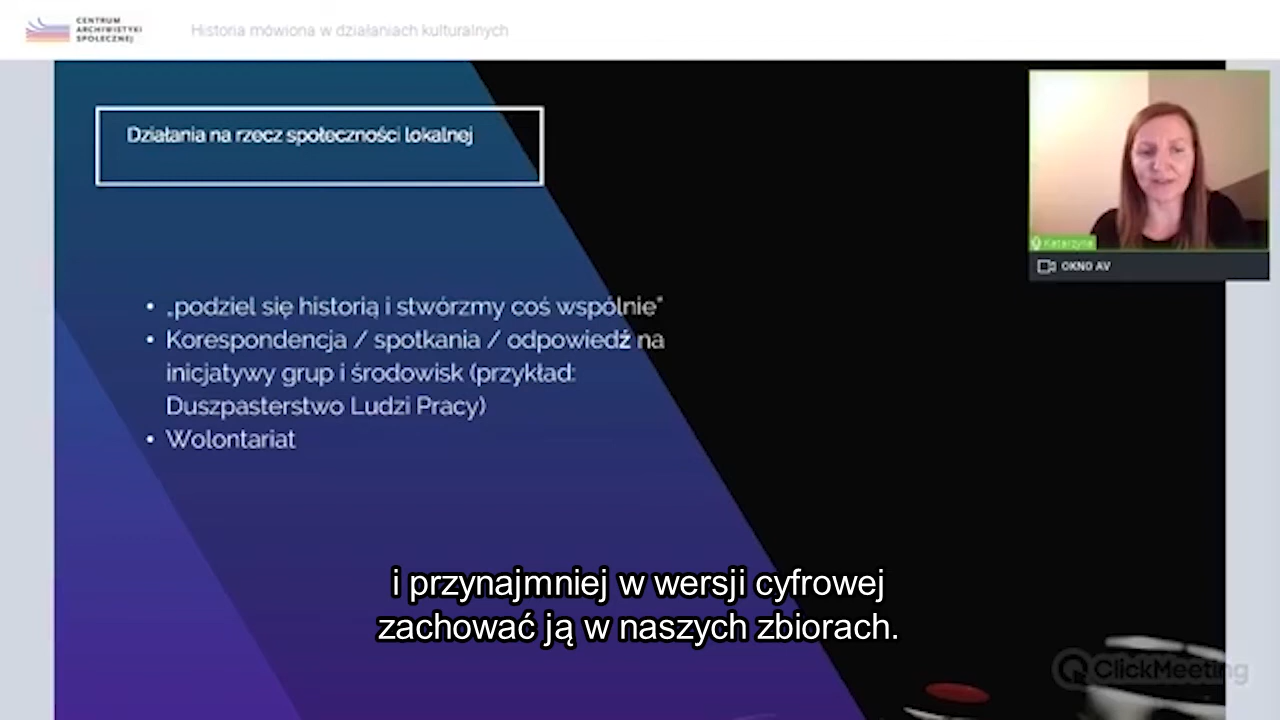 CENTRUM
ARCHIWISTYKI
SPOŁECZNEJ
Historia mówiona w działaniach kulturalnych
Działania na rzecz społeczności lokalnej
Katarzyna
OKNO AV
• „podziel się historią i stwórzmy coś wspólnie”
• Korespondencja / spotkania / odpowiedź na
inicjatywy grup i środowisk (przykład:
Duszpasterstwo Ludzi Pracy)
• Wolontariat
i przynajmniej w wersji cyfrowej
zachować ją w naszych zbiorach.
ClickMeeting